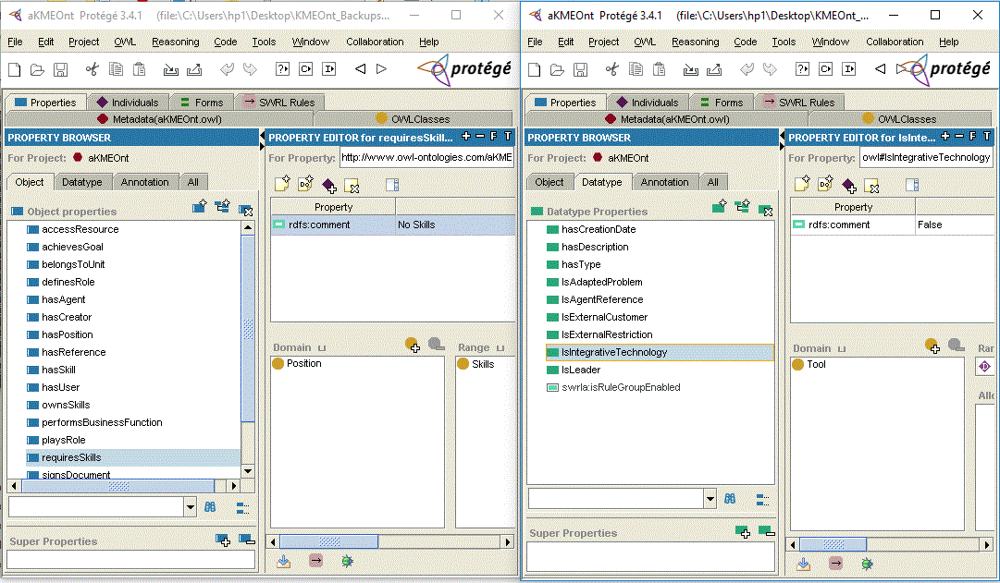 aKMEOnt Protégé 3.4.1 (file:\C:\Users\hp1\Desktop\KMEOnt_Backups...
File Edit Project OWL Reasoning Code Tools Window Collaboration Help
protégé
Properties Individuals Forms SWRL Rules
Metadata(aKMEOnt.owl) OWLClasses
PROPERTY BROWSER
For Project: aKMEOnt
Object Datatype Annotation All
Object properties
accessResource
achievesGoal
belongsToUnit
definesRole
hasAgent
hasCreator
hasPosition
hasReference
hasSkill
hasUser
ownsSkills
performsBusinessFunction
playsRole
requiresSkills
signsDocument
Super Properties
PROPERTY EDITOR for requiresSkill... F T
For Property: http://www.owl-ontologies.com/aKME
Property
rdfs:comment No Skills
Domain Range
Position Skills
aKMEOnt Protégé 3.4.1 (file:\C:\Users\hp1\Desktop\KMEOnt_...
File Edit Project OWL Reasoning Code Tools Window Collaboration Help
protégé
Properties Individuals Forms SWRL Rules
Metadata(aKMEOnt.owl) OWLClasses
PROPERTY BROWSER
For Project: aKMEOnt
Object Datatype Annotation All
Datatype Properties
hasCreationDate
hasDescription
hasType
IsAdaptedProblem
IsAgentReference
IsExternalCustomer
IsExternalRestriction
IsIntegrativeTechnology
IsLeader
swrla:isRuleGroupEnabled
Super Properties
PROPERTY EDITOR for IsInte... F T
For Property: owl#IsIntegrativeTechnology
Property
rdfs:comment False
Domain Ran
Tool
Allo